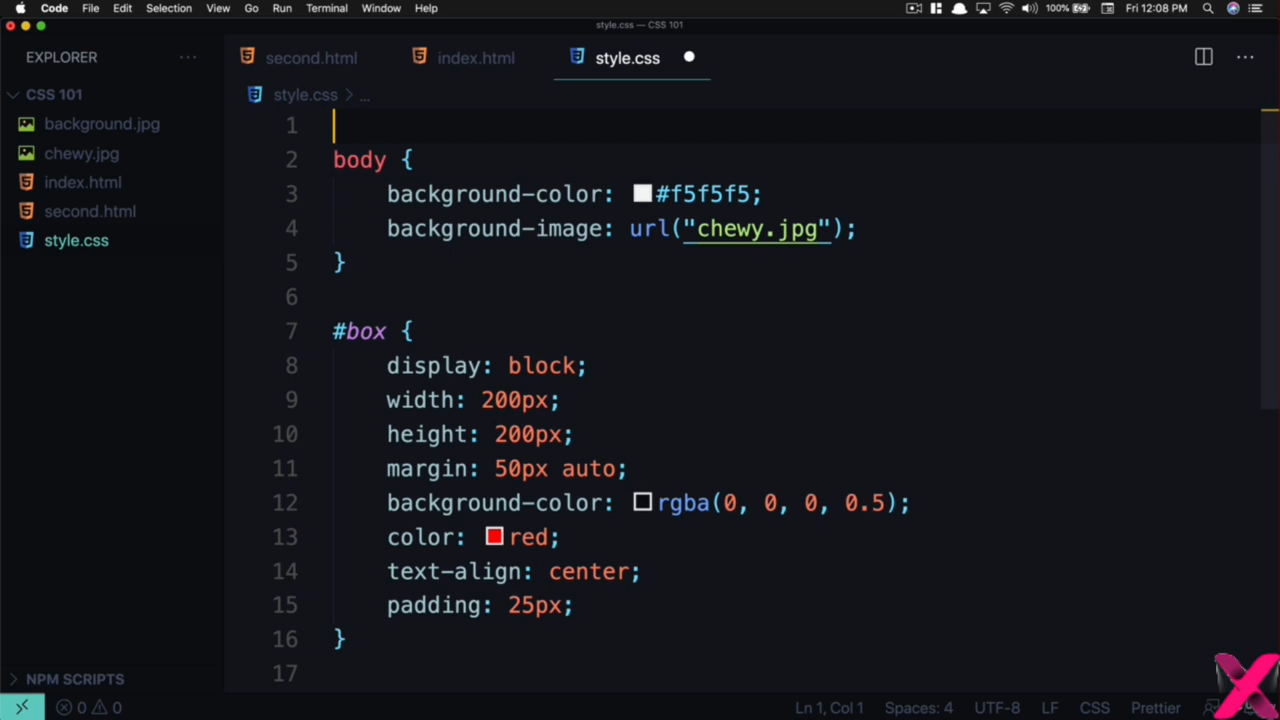 Code File Edit Selection View Go Run Terminal Window Help 100% Fri 12:08 PM
style.css — CSS 101
EXPLORER ···
second.html index.html style.css
CSS 101
style.css > ...
background.jpg
chewy.jpg
index.html
second.html
style.css
1
2 body {
3 background-color: #f5f5f5;
4 background-image: url("chewy.jpg");
5 }
6
7 #box {
8 display: block;
9 width: 200px;
10 height: 200px;
11 margin: 50px auto;
12 background-color: rgba(0, 0, 0, 0.5);
13 color: red;
14 text-align: center;
15 padding: 25px;
16 }
17
NPM SCRIPTS
0 0 Ln 1, Col 1 Spaces: 4 UTF-8 LF CSS Prettier
X